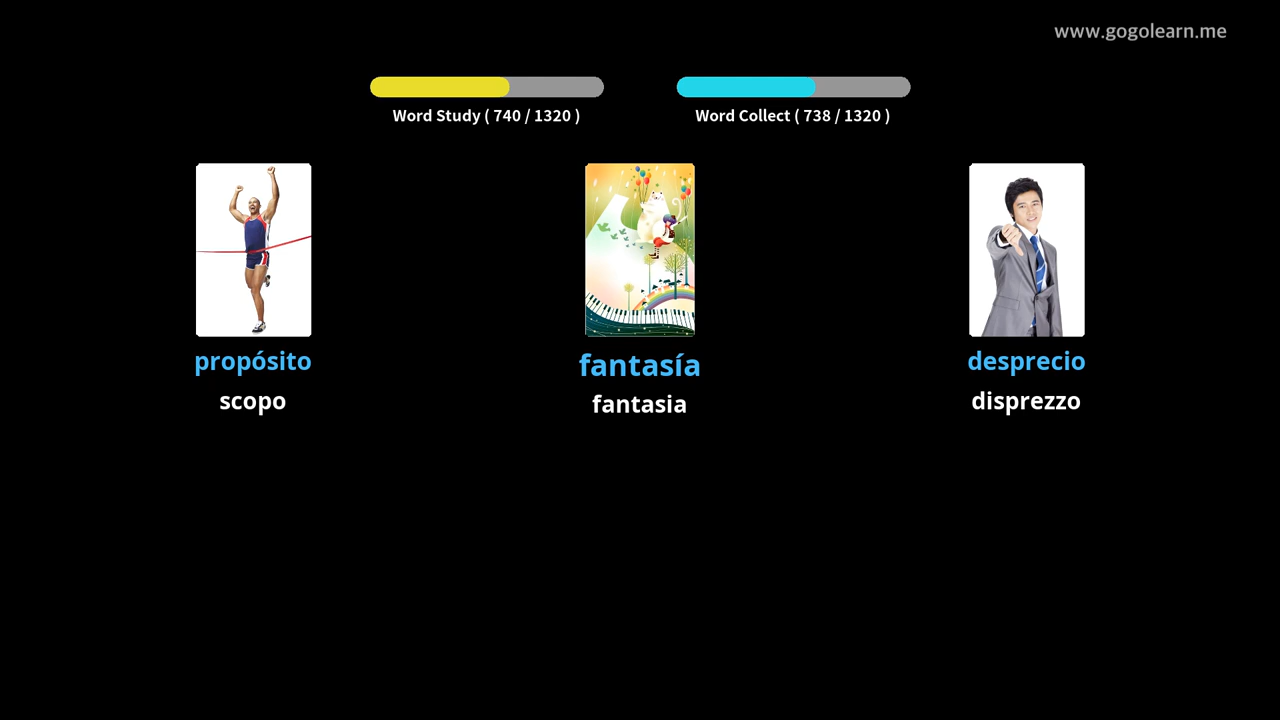 www.gogolearn.me
Word Study ( 740 / 1320 )
Word Collect ( 738 / 1320 )
propósito
scopo
fantasía
fantasia
desprecio
disprezzo